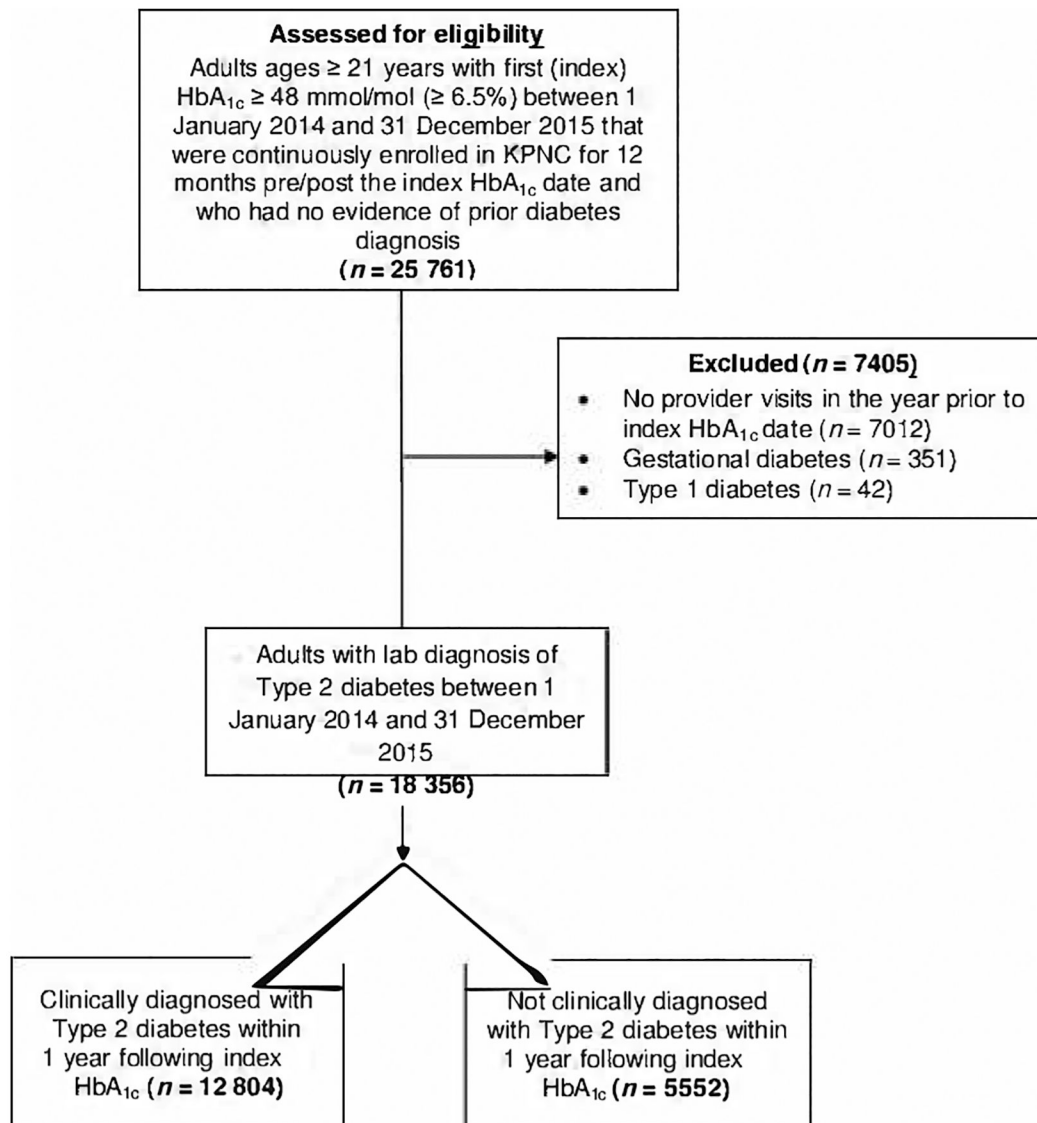 Assessed for eligibility
Adults ages ≥ 21 years with first (index)
HbA1c ≥ 48 mmol/mol (≥ 6.5%) between 1
January 2014 and 31 December 2015 that
were continuously enrolled in KPNC for 12
months pre/post the index HbA1c date and
who had no evidence of prior diabetes
diagnosis
(n = 25 761)
Excluded (n = 7405)
• No provider visits in the year prior to
index HbA1c date (n = 7012)
• Gestational diabetes (n = 351)
• Type 1 diabetes (n = 42)
Adults with lab diagnosis of
Type 2 diabetes between 1
January 2014 and 31 December
2015
(n = 18 356)
Clinically diagnosed with
Type 2 diabetes within
1 year following index
HbA1c (n = 12 804)
Not clinically diagnosed
with Type 2 diabetes within
1 year following index
HbA1c (n = 5552)